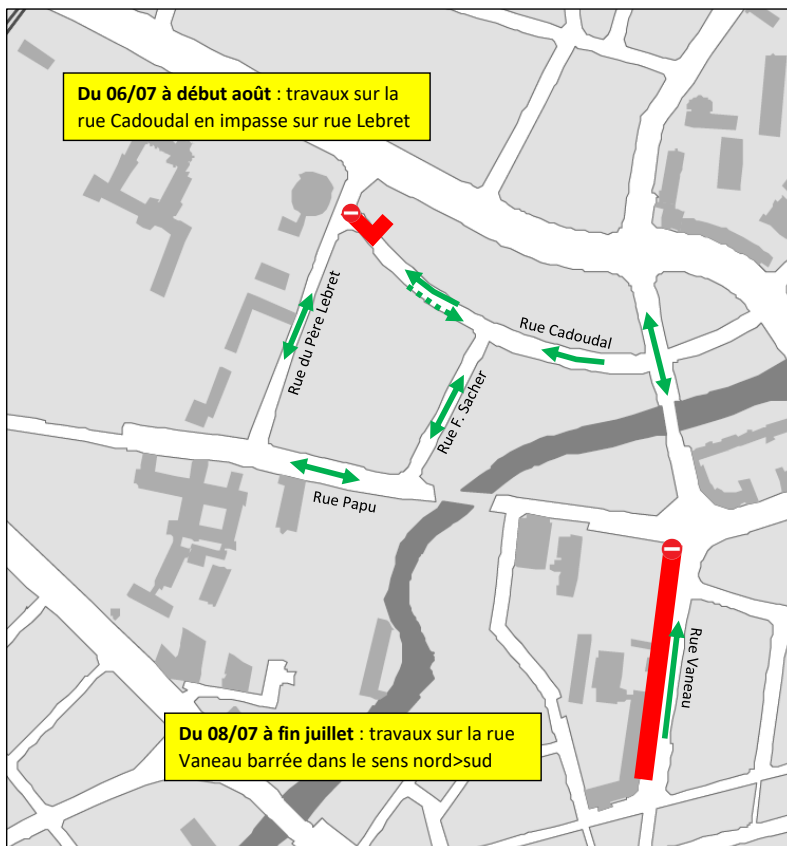 Du 06/07 à début août : travaux sur la
rue Cadoudal en impasse sur rue Lebret
Rue du Père Lebret
Rue Cadoudal
Rue F. Sacher
Rue Papu
Rue Vaneau
Du 08/07 à fin juillet : travaux sur la rue
Vaneau barrée dans le sens nord>sud